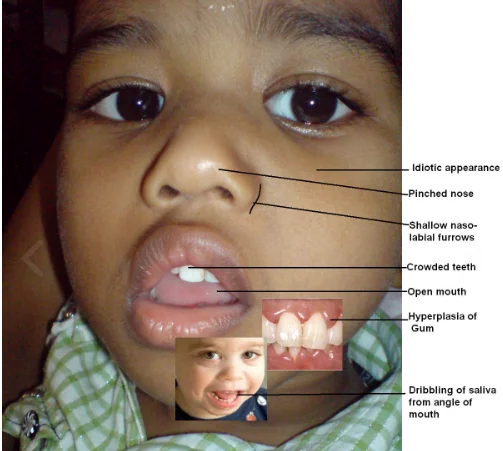 Idiotic appearance
Pinched nose
Shallow naso-
labial furrows
Crowded teeth
Open mouth
Hyperplasia of
Gum
Dribbling of saliva
from angle of
mouth